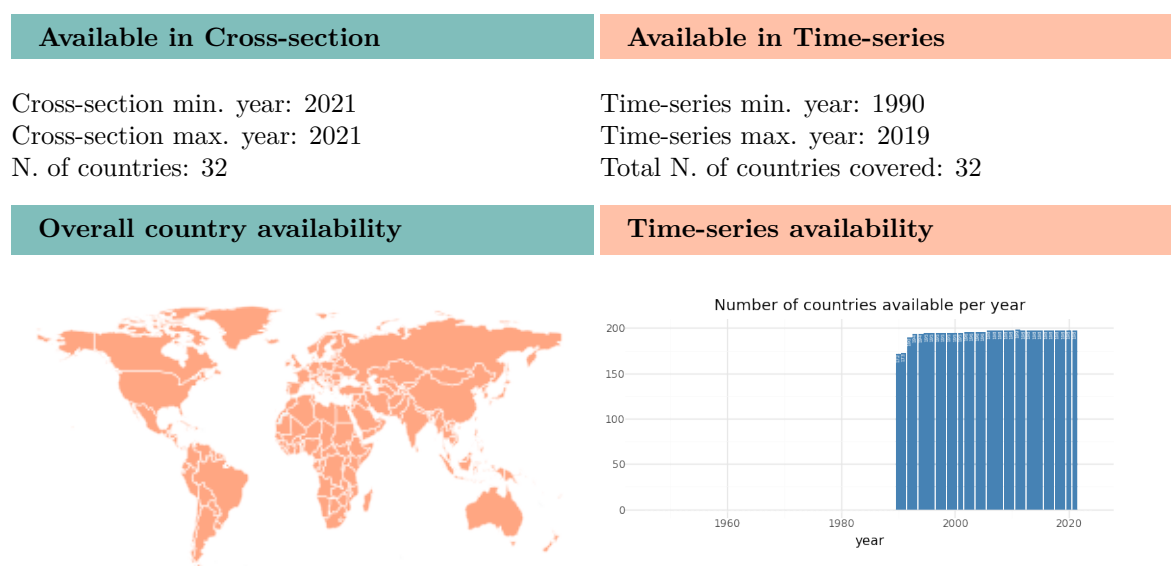 Available in Cross-section
Available in Time-series
Cross-section min. year: 2021
Cross-section max. year: 2021
N. of countries: 32
Time-series min. year: 1990
Time-series max. year: 2019
Total N. of countries covered: 32
Overall country availability
Time-series availability
Number of countries available per year
200
150
100
50
0
1960
1980
2000
2020
year